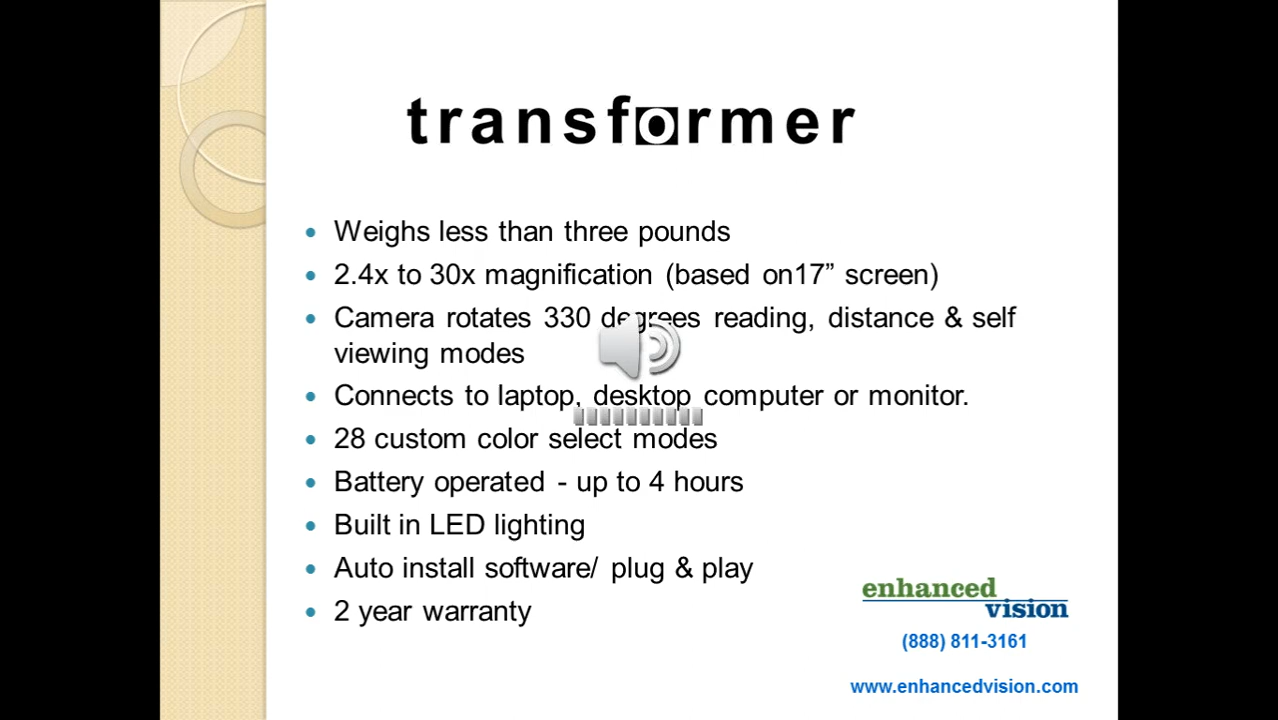 transformer
• Weighs less than three pounds
• 2.4x to 30x magnification (based on17” screen)
• Camera rotates 330 degrees reading, distance & self
viewing modes
• Connects to laptop, desktop computer or monitor.
• 28 custom color select modes
• Battery operated - up to 4 hours
• Built in LED lighting
• Auto install software/ plug & play
• 2 year warranty
enhanced
vision
(888) 811-3161
www.enhancedvision.com